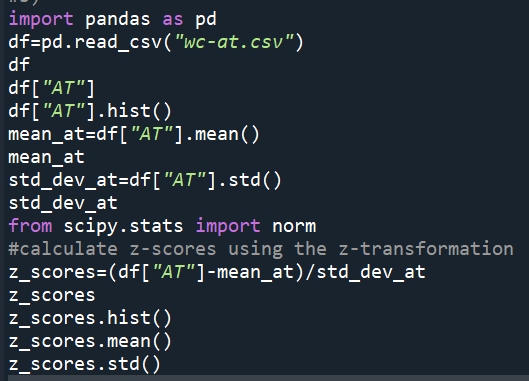 import pandas as pd
df=pd.read_csv("wc-at.csv")
df
df["AT"]
df["AT"].hist()
mean_at=df["AT"].mean()
mean_at
std_dev_at=df["AT"].std()
std_dev_at
from scipy.stats import norm
#calculate z-scores using the z-transformation
z_scores=(df["AT"]-mean_at)/std_dev_at
z_scores
z_scores.hist()
z_scores.mean()
z_scores.std()